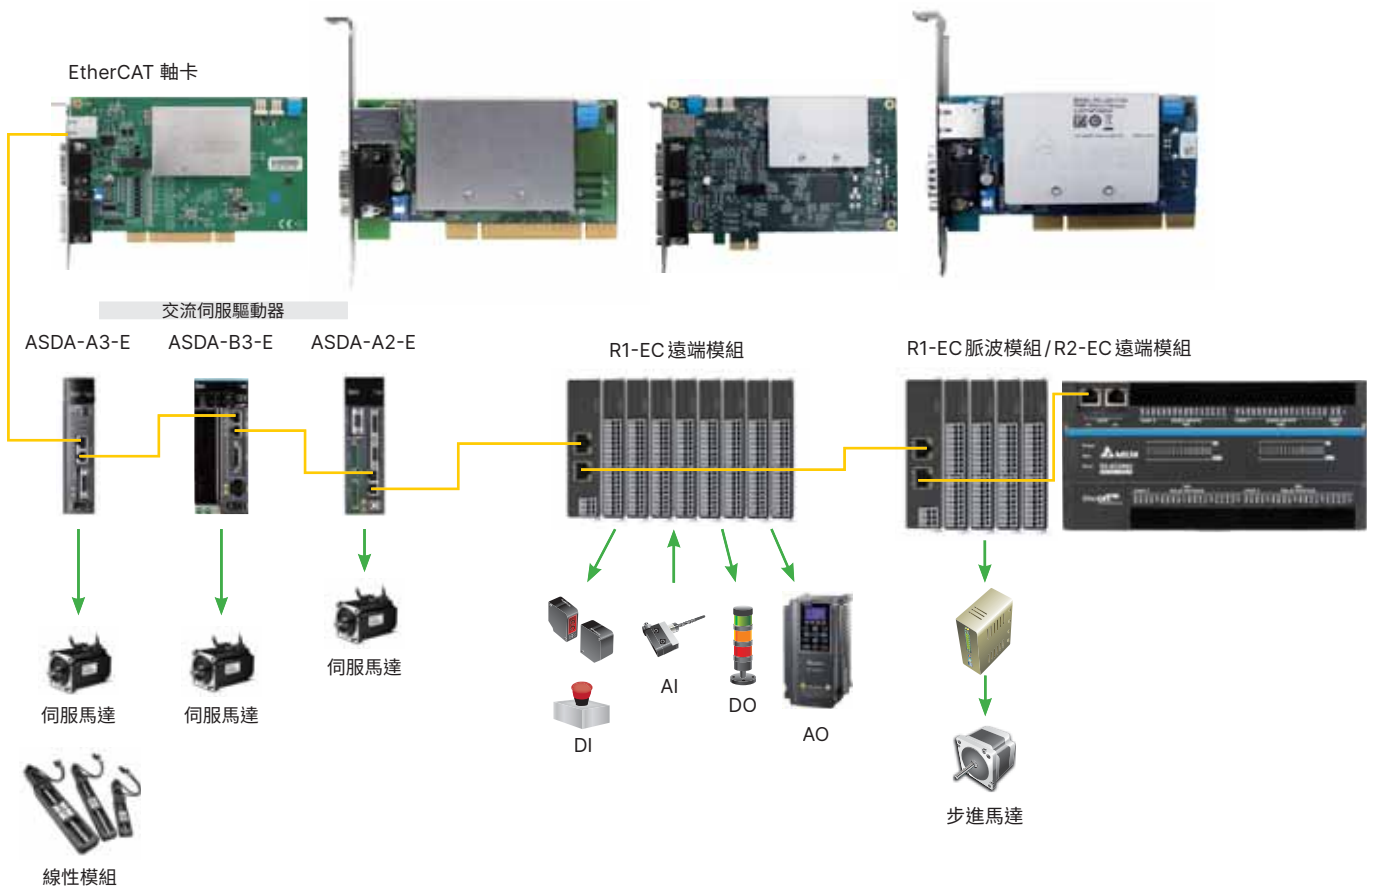 EtherCAT 軸卡
交流伺服驅動器
ASDA-A3-E
ASDA-B3-E
ASDA-A2-E
R1-EC 遠端模組
R1-EC 脈波模組/R2-EC 遠端模組
伺服馬達
伺服馬達
伺服馬達
DI
AI
DO
AO
步進馬達
線性模組